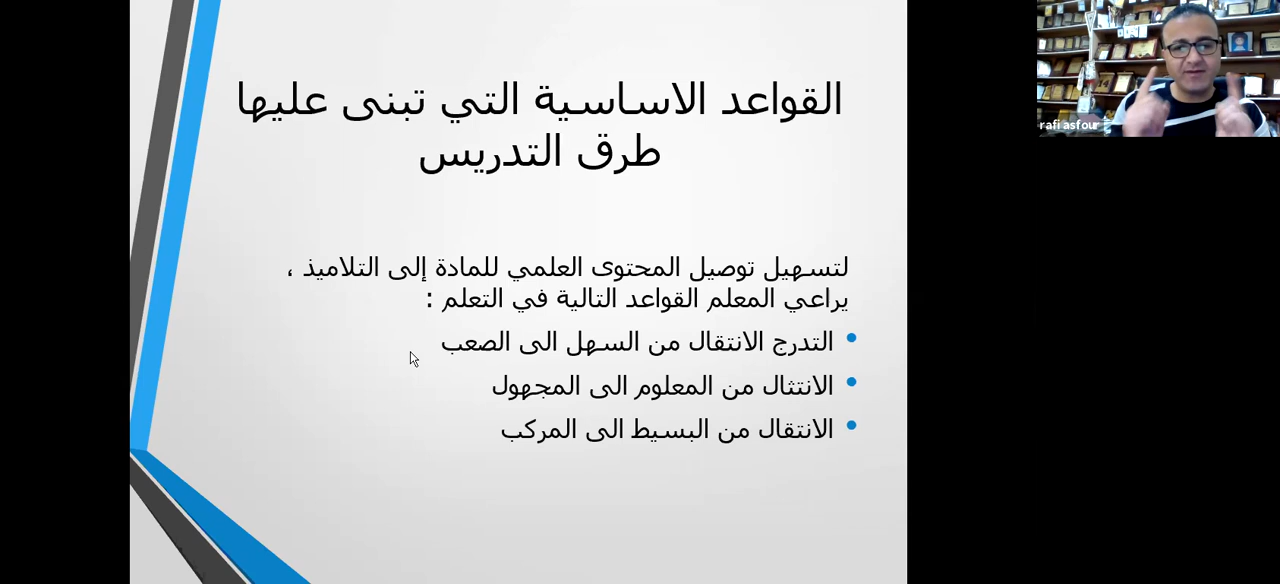 القواعد الاساسية التي تبنى عليها
طرق التدريس
لتسهيل توصيل المحتوى العلمي للمادة إلى التلاميذ ،
يراعي المعلم القواعد التالية في التعلم :
• التدرج الانتقال من السهل الى الصعب
• الانتثال من المعلوم الى المجهول
• الانتقال من البسيط الى المركب
rafi asfour